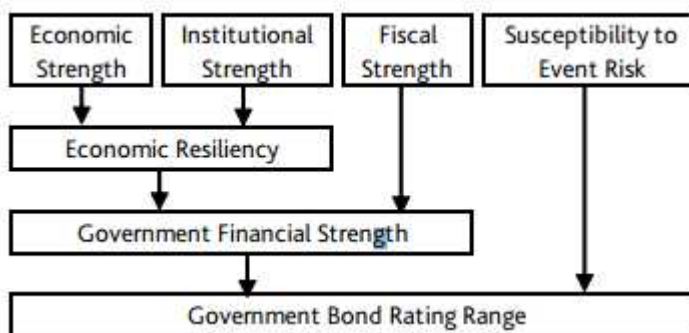 Economic
Strength
Institutional
Strength
Fiscal
Strength
Susceptibility to
Event Risk
Economic Resiliency
Government Financial Strength
Government Bond Rating Range